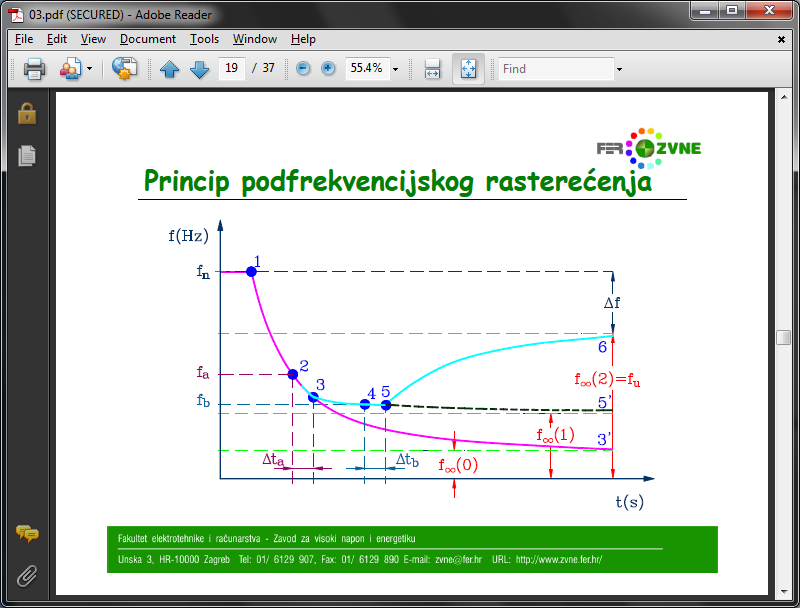 03.pdf (SECURED) - Adobe Reader
File Edit View Document Tools Window Help
19 / 37 55.4% Find
FER ZVNE
Princip podfrekvencijskog rasterećenja
f(Hz)
1
fₙ
Δf
6
2
fₐ
f∞(2)=fᵤ
3
4 5
f_b
5'
f∞(1)
3'
Δtₐ
Δt_b
f∞(0)
t(s)
Fakultet elektrotehnike i računarstva - Zavod za visoki napon i energetiku
Unska 3, HR-10000 Zagreb Tel: 01/ 6129 907, Fax: 01/ 6129 890 E-mail: zvne@fer.hr URL: http://www.zvne.fer.hr/